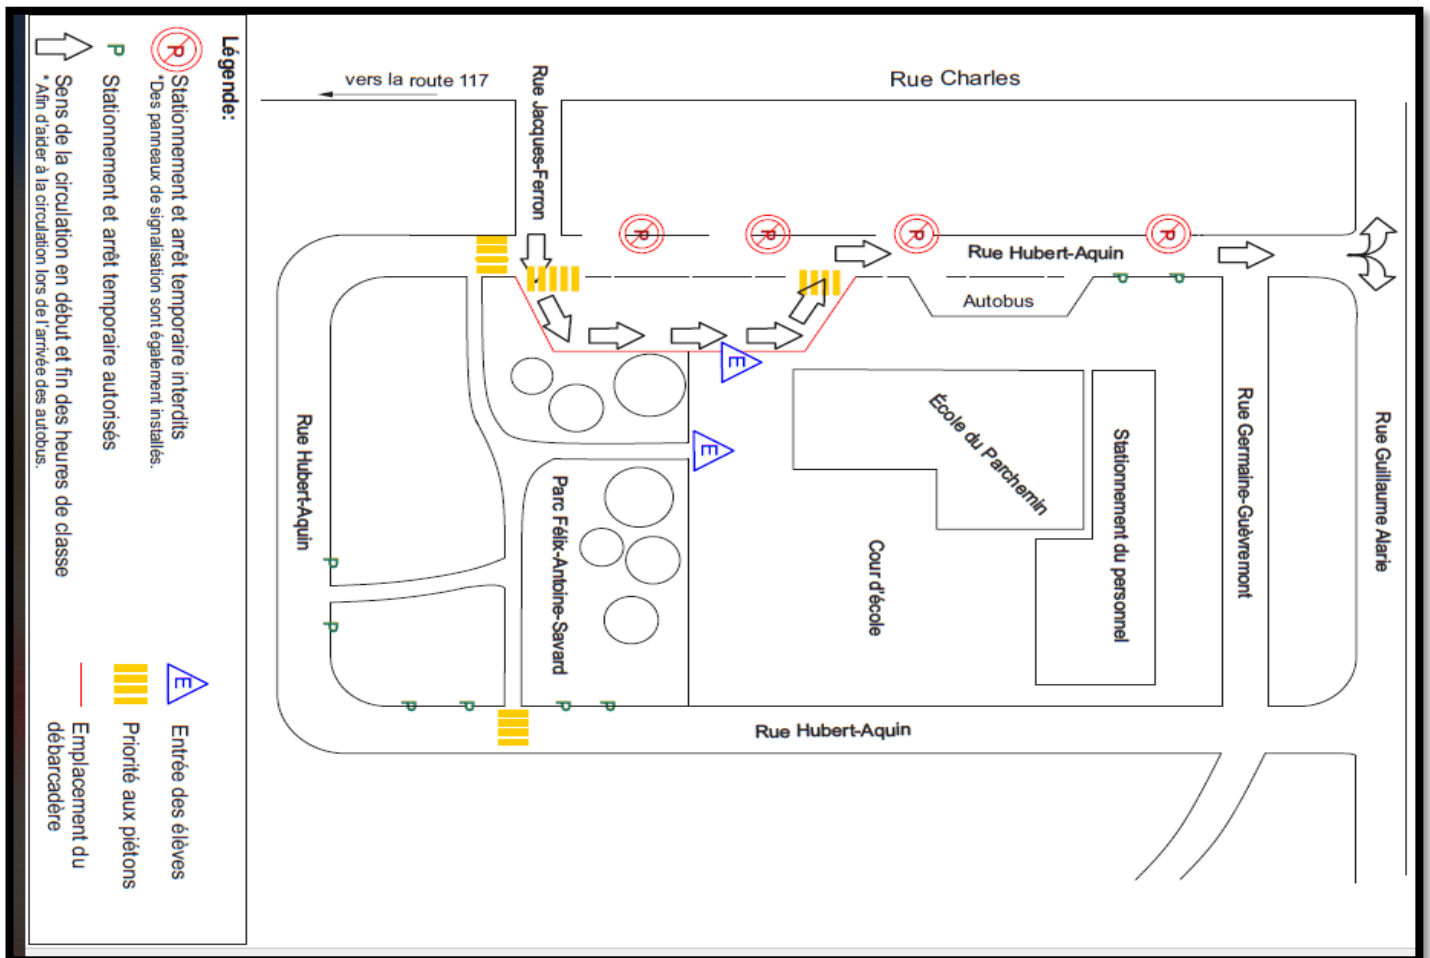 Légende:
P
Stationnement et arrêt temporaire interdits
*Des panneaux de signalisation sont également installés.
P
Stationnement et arrêt temporaire autorisés
Sens de la circulation en début et fin des heures de classe
*Afin d'aider à la circulation lors de l'arrivée des autobus.
E
Entrée des élèves
Priorité aux piétons
Emplacement du
débarcadère
vers la route 117
Rue Charles
Rue Jacques-Ferron
P
P
P
P
Rue Hubert-Aquin
P
P
Autobus
E
E
École du Parchemin
Stationnement du personnel
Rue Germaine-Guèvremont
Rue Guillaume Alarie
Rue Hubert-Aquin
Parc Félix-Antoine-Savard
Cour d'école
P
P
P
P
P
P
Rue Hubert-Aquin